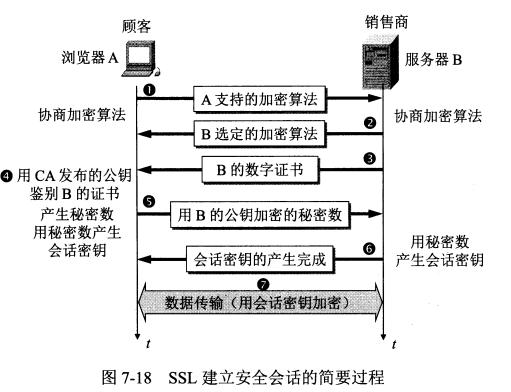 顾客
销售商
浏览器 A
服务器 B
❶
A 支持的加密算法
协商加密算法
协商加密算法
B 选定的加密算法
❷
❸
B 的数字证书
❹ 用 CA 发布的公钥
鉴别 B 的证书
产生秘密数
用秘密数产生
会话密钥
❺
用 B 的公钥加密的秘密数
会话密钥的产生完成
❻
用秘密数
产生会话密钥
❼
数据传输（用会话密钥加密）
t
t
图 7-18 SSL 建立安全会话的简要过程